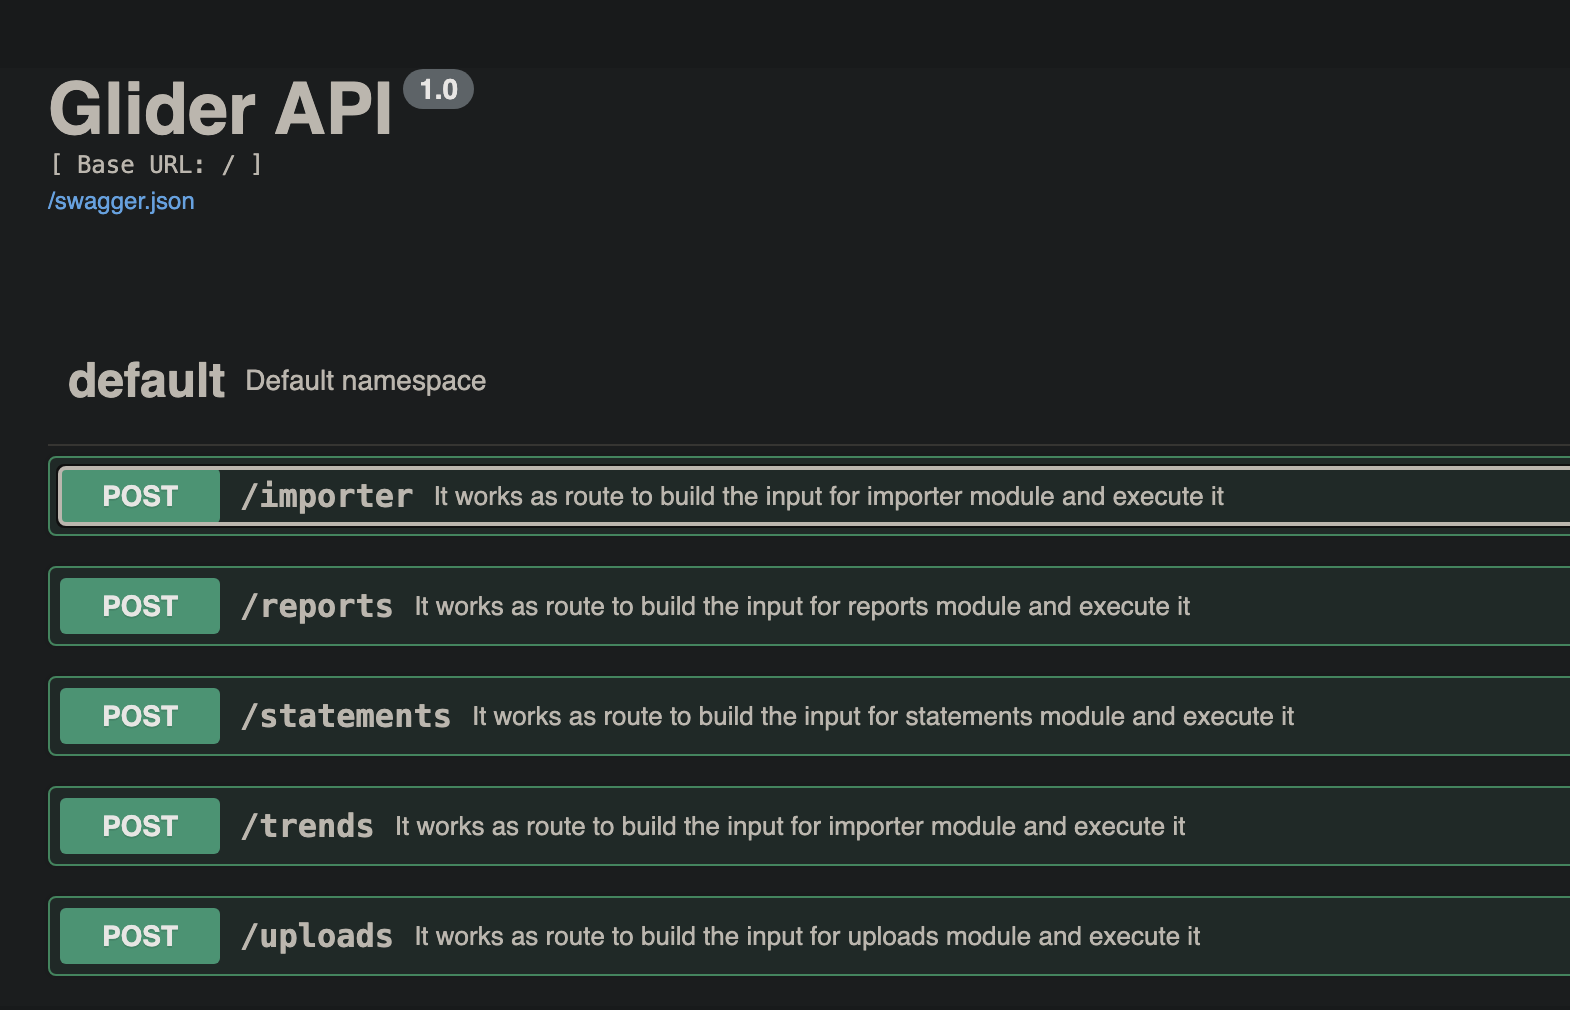 Glider API 1.0
[ Base URL: / ]
/swagger.json
default Default namespace
POST /importer It works as route to build the input for importer module and execute it
POST /reports It works as route to build the input for reports module and execute it
POST /statements It works as route to build the input for statements module and execute it
POST /trends It works as route to build the input for importer module and execute it
POST /uploads It works as route to build the input for uploads module and execute it